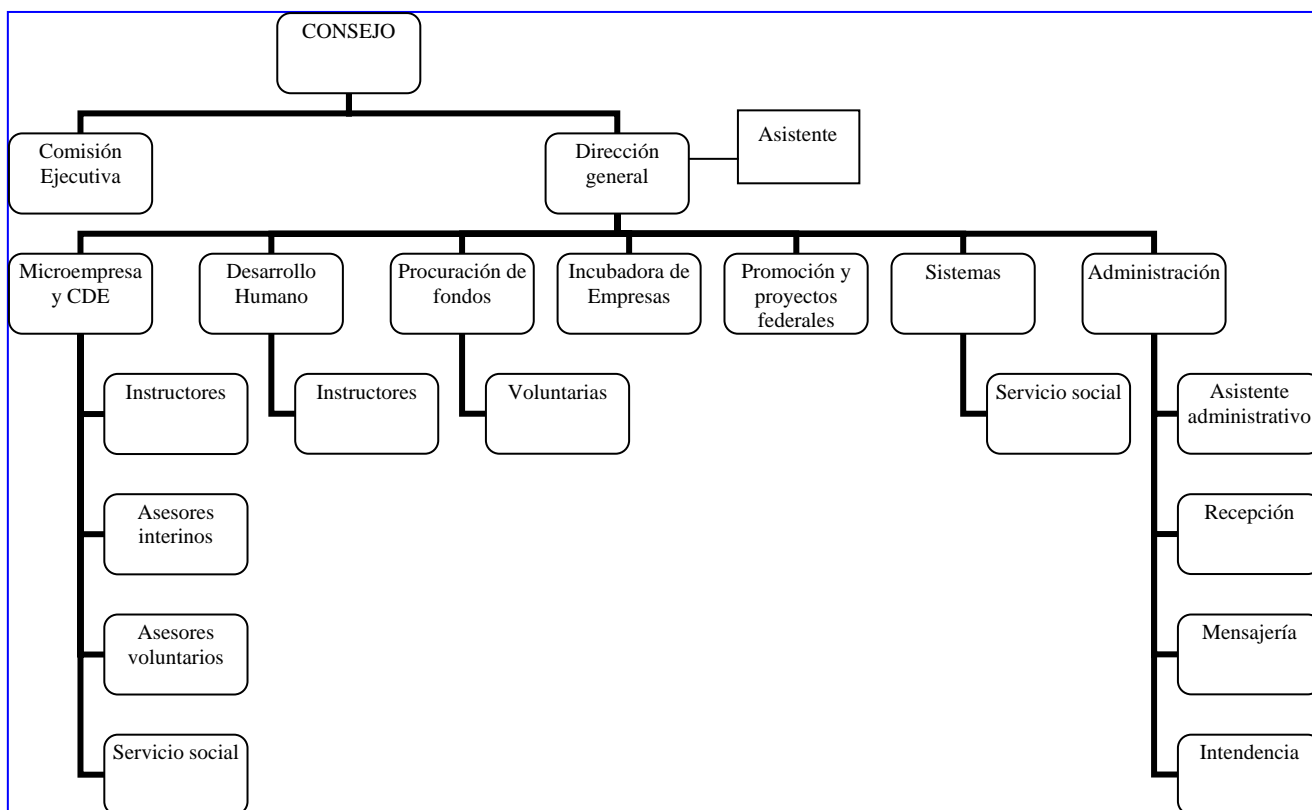 CONSEJO
Comisión
Ejecutiva
Dirección
general
Asistente
Microempresa
y CDE
Desarrollo
Humano
Procuración de
fondos
Incubadora de
Empresas
Promoción y
proyectos
federales
Sistemas
Administración
Instructores
Instructores
Voluntarias
Servicio social
Asistente
administrativo
Asesores
interinos
Recepción
Asesores
voluntarios
Mensajería
Servicio social
Intendencia